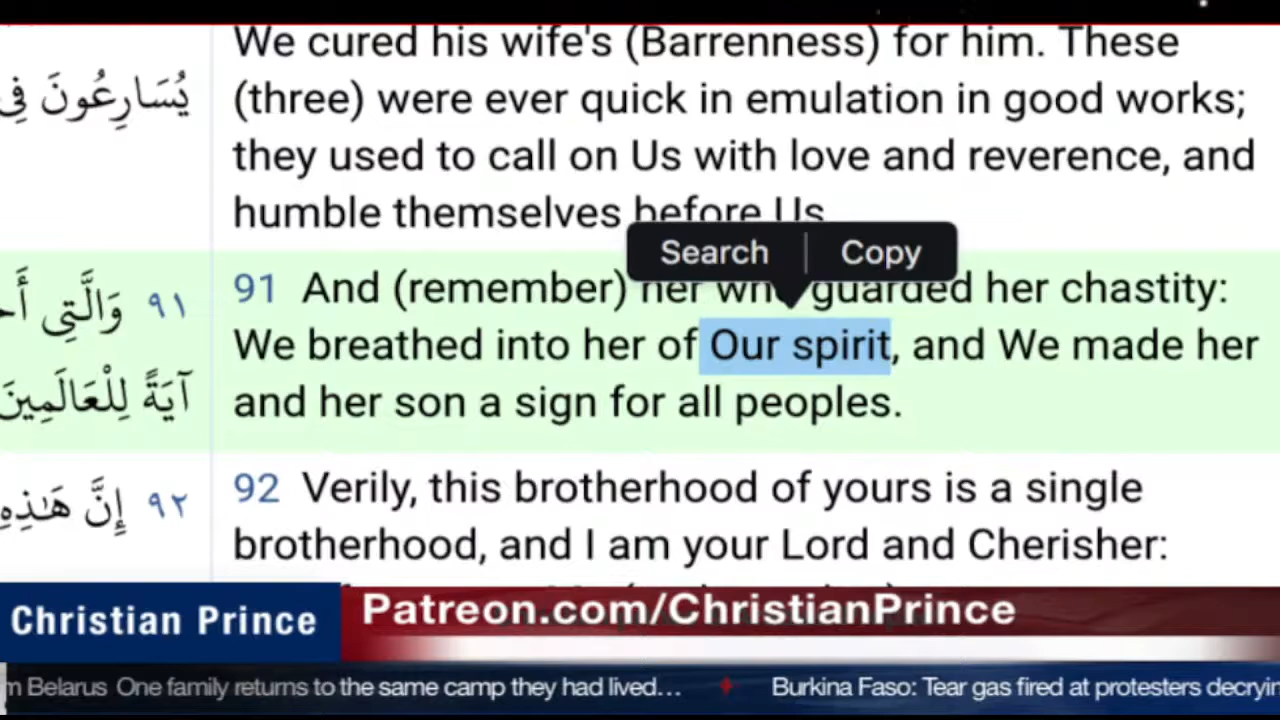 We cured his wife's (Barrenness) for him. These
يُسَارِعُونَ فِي (three) were ever quick in emulation in good works;
they used to call on Us with love and reverence, and
humble themselves before Us.
Search Copy
٩١ وَالَّتِي 91 And (remember) her who guarded her chastity:
We breathed into her of Our spirit, and We made her
آيَةً لِلْعَالَمِينَ and her son a sign for all peoples.
٩٢ إِنَّ هَٰذِهِ 92 Verily, this brotherhood of yours is a single
brotherhood, and I am your Lord and Cherisher:
Christian Prince Patreon.com/ChristianPrince
m Belarus One family returns to the same camp they had lived... Burkina Faso: Tear gas fired at protesters decryin